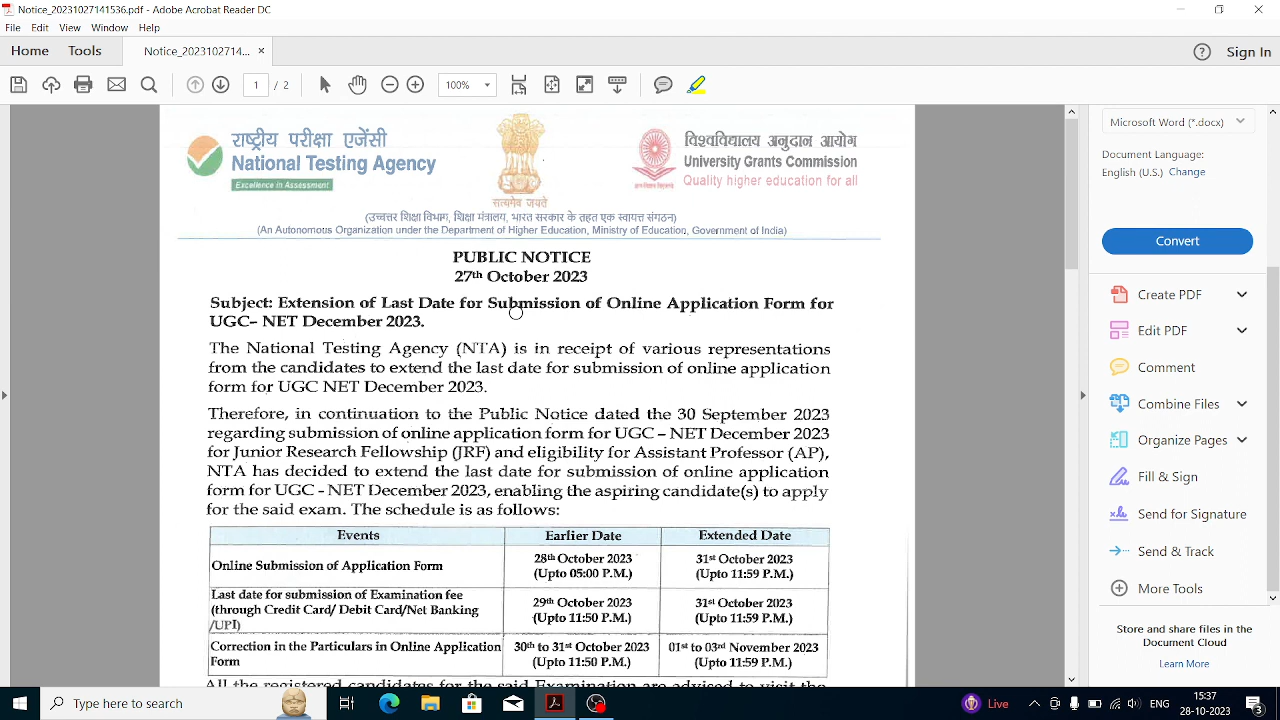 Notice_20231027141536.pdf - Adobe Acrobat Reader DC
File Edit View Window Help
Home Tools Notice_2023102714... × Sign In
1 / 2 100%
राष्ट्रीय परीक्षा एजेंसी
National Testing Agency
Excellence in Assessment
सत्यमेव जयते
विश्वविद्यालय अनुदान आयोग
University Grants Commission
Quality higher education for all
(उच्चतर शिक्षा विभाग, शिक्षा मंत्रालय, भारत सरकार के तहत एक स्वायत्त संगठन)
(An Autonomous Organization under the Department of Higher Education, Ministry of Education, Government of India)
PUBLIC NOTICE
27th October 2023
Subject: Extension of Last Date for Submission of Online Application Form for
UGC– NET December 2023.
The National Testing Agency (NTA) is in receipt of various representations
from the candidates to extend the last date for submission of online application
form for UGC NET December 2023.
Therefore, in continuation to the Public Notice dated the 30 September 2023
regarding submission of online application form for UGC – NET December 2023
for Junior Research Fellowship (JRF) and eligibility for Assistant Professor (AP),
NTA has decided to extend the last date for submission of online application
form for UGC - NET December 2023, enabling the aspiring candidate(s) to apply
for the said exam. The schedule is as follows:
Events Earlier Date Extended Date
Online Submission of Application Form
28th October 2023
(Upto 05:00 P.M.)
31st October 2023
(Upto 11:59 P.M.)
Last date for submission of Examination fee
(through Credit Card/ Debit Card/Net Banking
/UPI)
29th October 2023
(Upto 11:50 P.M.)
31st October 2023
(Upto 11:59 P.M.)
Correction in the Particulars in Online Application
Form
30th to 31st October 2023
(Upto 11:50 P.M.)
01st to 03rd November 2023
(Upto 11:59 P.M.)
All the registered candidates for the said Examination are advised to visit the
Microsoft Word (*.docx)
Document Language:
English (U.S.) Change
Convert
Create PDF
Edit PDF
Comment
Combine Files
Organize Pages
Fill & Sign
Send for Signature
Send & Track
More Tools
Store and share files in the
Document Cloud
Learn More
Type here to search
Live
15:37
28-10-2023